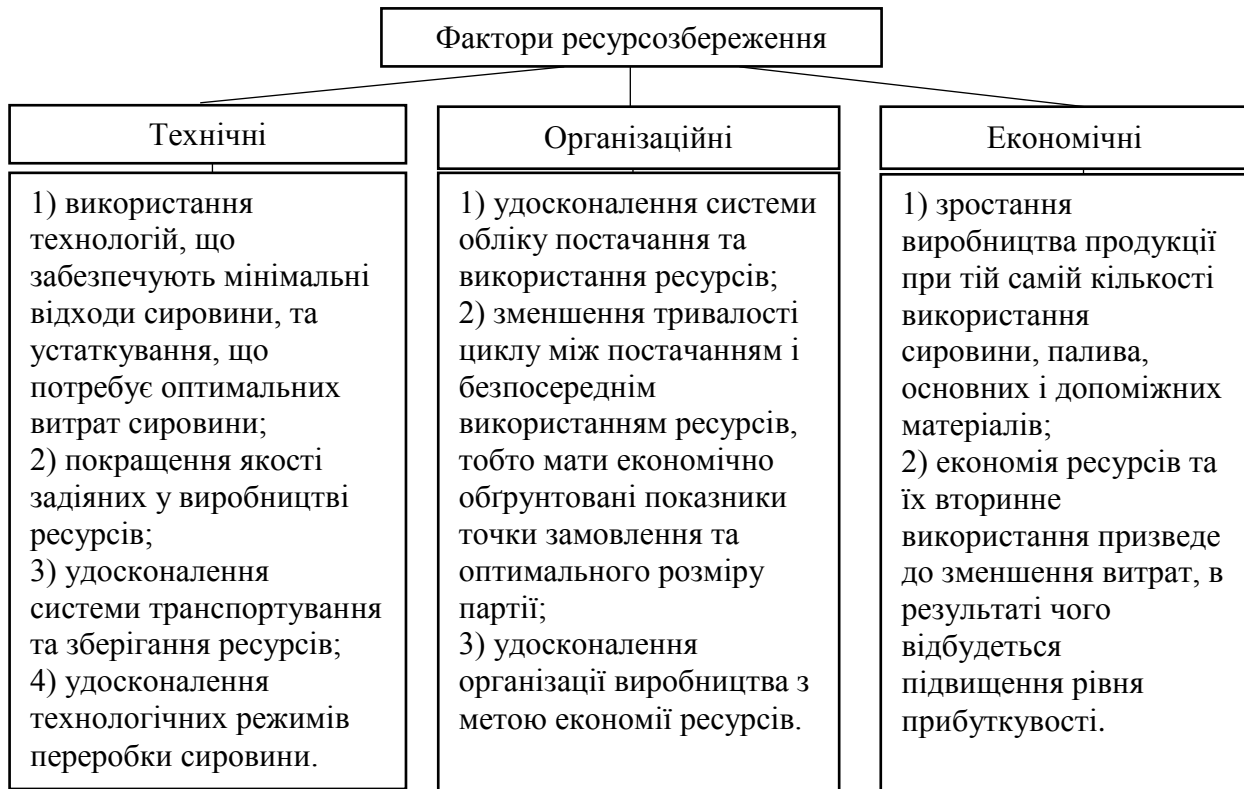 Фактори ресурсозбереження
Технічні
1) використання
технологій, що
забезпечують мінімальні
відходи сировини, та
устаткування, що
потребує оптимальних
витрат сировини;
2) покращення якості
задіяних у виробництві
ресурсів;
3) удосконалення
системи транспортування
та зберігання ресурсів;
4) удосконалення
технологічних режимів
переробки сировини.
Організаційні
1) удосконалення системи
обліку постачання та
використання ресурсів;
2) зменшення тривалості
циклу між постачанням і
безпосереднім
використанням ресурсів,
тобто мати економічно
обґрунтовані показники
точки замовлення та
оптимального розміру
партії;
3) удосконалення
організації виробництва з
метою економії ресурсів.
Економічні
1) зростання
виробництва продукції
при тій самій кількості
використання
сировини, палива,
основних і допоміжних
матеріалів;
2) економія ресурсів та
їх вторинне
використання призведе
до зменшення витрат, в
результаті чого
відбудеться
підвищення рівня
прибутковості.